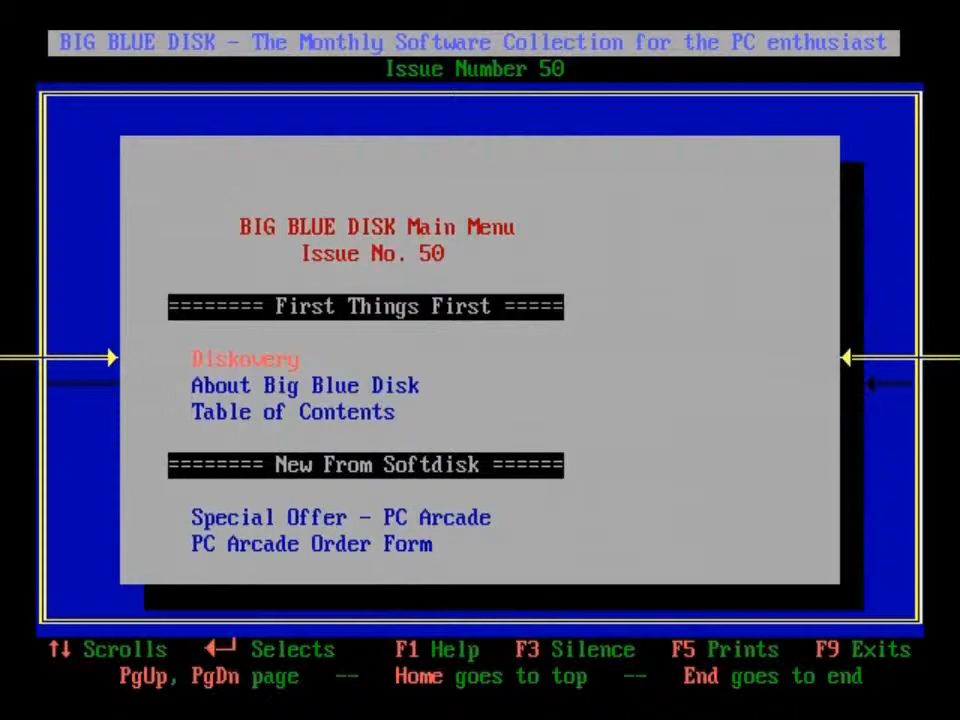 BIG BLUE DISK - The Monthly Software Collection for the PC enthusiast
Issue Number 50
BIG BLUE DISK Main Menu
Issue No. 50
======== First Things First =====
Diskovery
About Big Blue Disk
Table of Contents
======== New From Softdisk ======
Special Offer - PC Arcade
PC Arcade Order Form
↑↓ Scrolls ◄─┘ Selects F1 Help F3 Silence F5 Prints F9 Exits
PgUp, PgDn page -- Home goes to top -- End goes to end